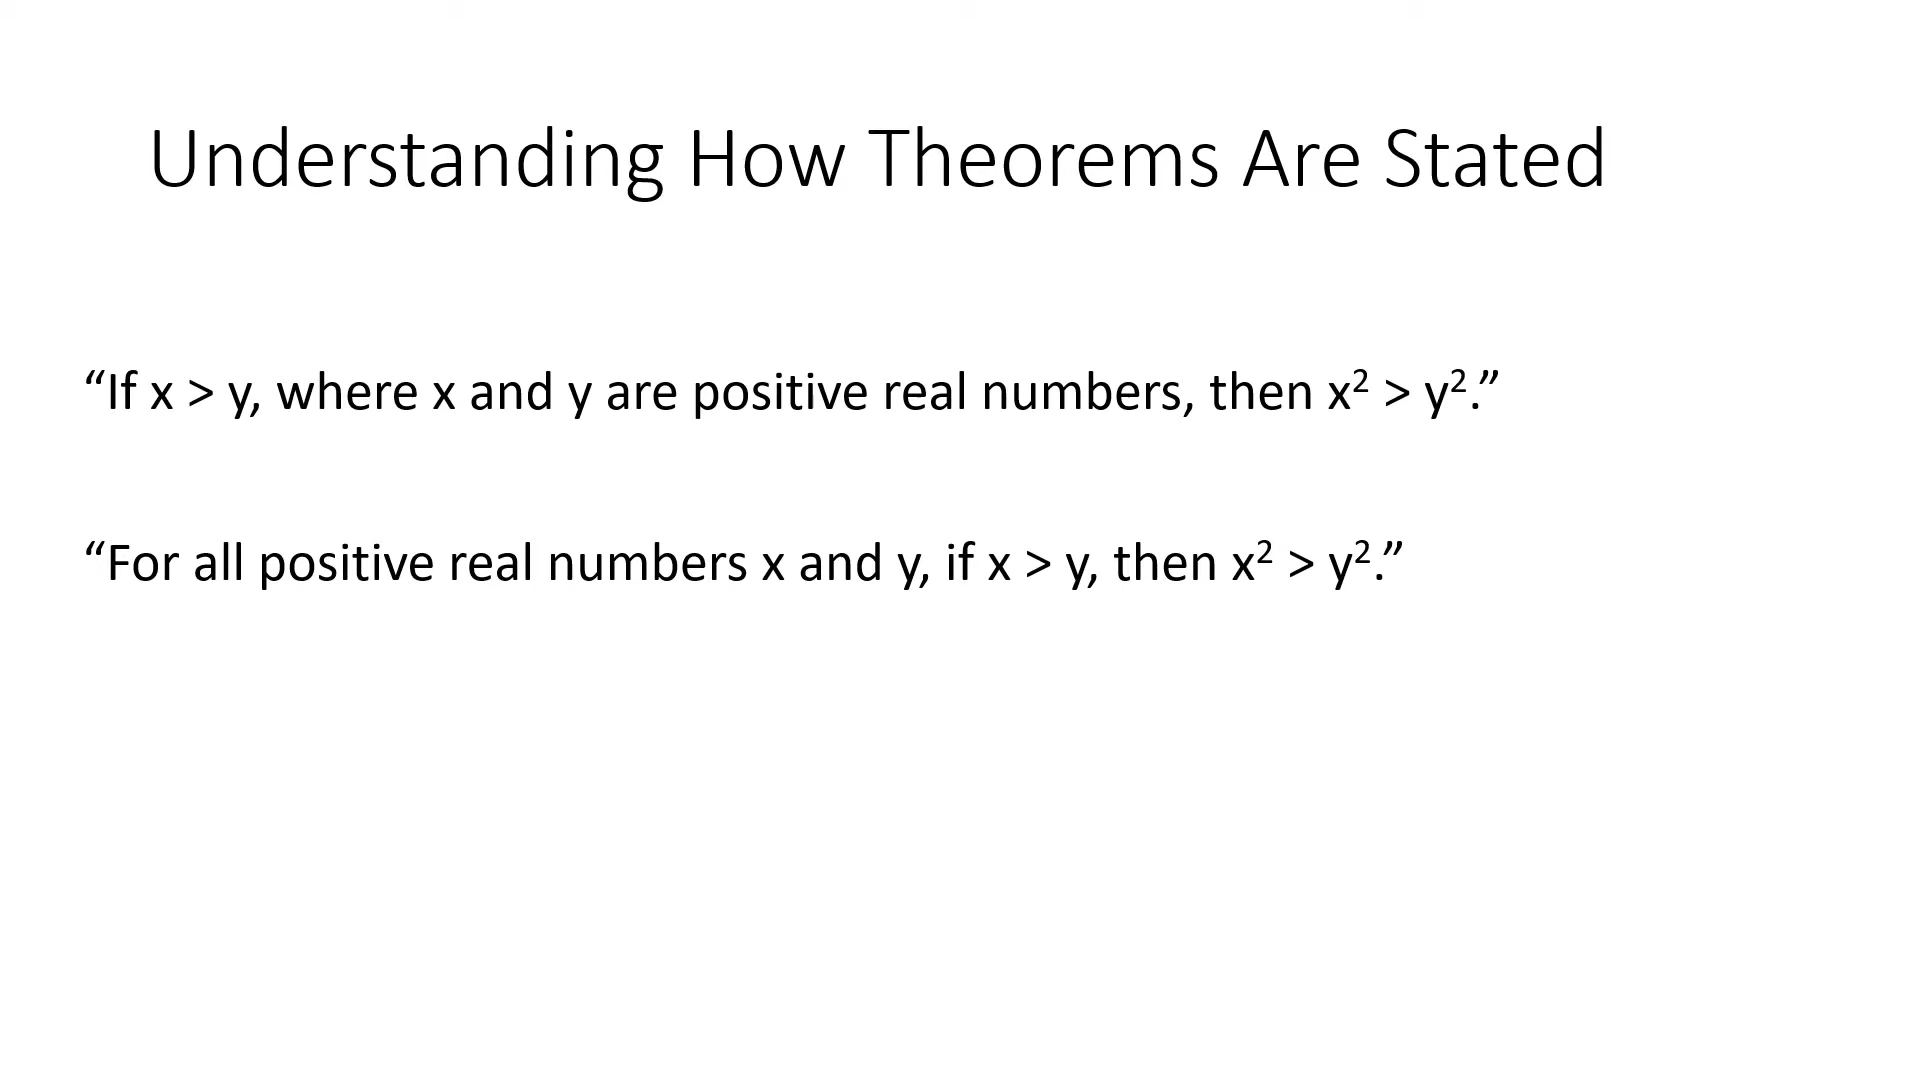 Understanding How Theorems Are Stated
“If x > y, where x and y are positive real numbers, then x² > y².”
“For all positive real numbers x and y, if x > y, then x² > y².”